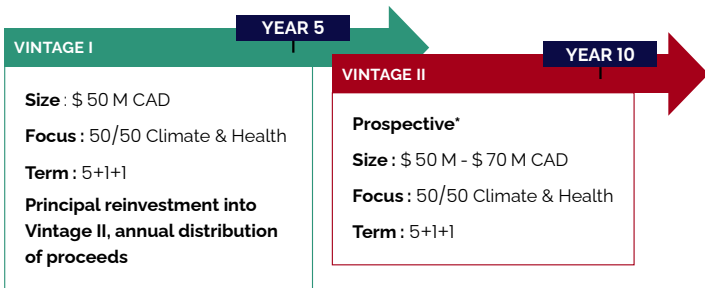 YEAR 5
VINTAGE I
Size : $ 50 M CAD
Focus : 50/50 Climate & Health
Term : 5+1+1
Principal reinvestment into
Vintage II, annual distribution
of proceeds
YEAR 10
VINTAGE II
Prospective*
Size : $ 50 M - $ 70 M CAD
Focus : 50/50 Climate & Health
Term : 5+1+1